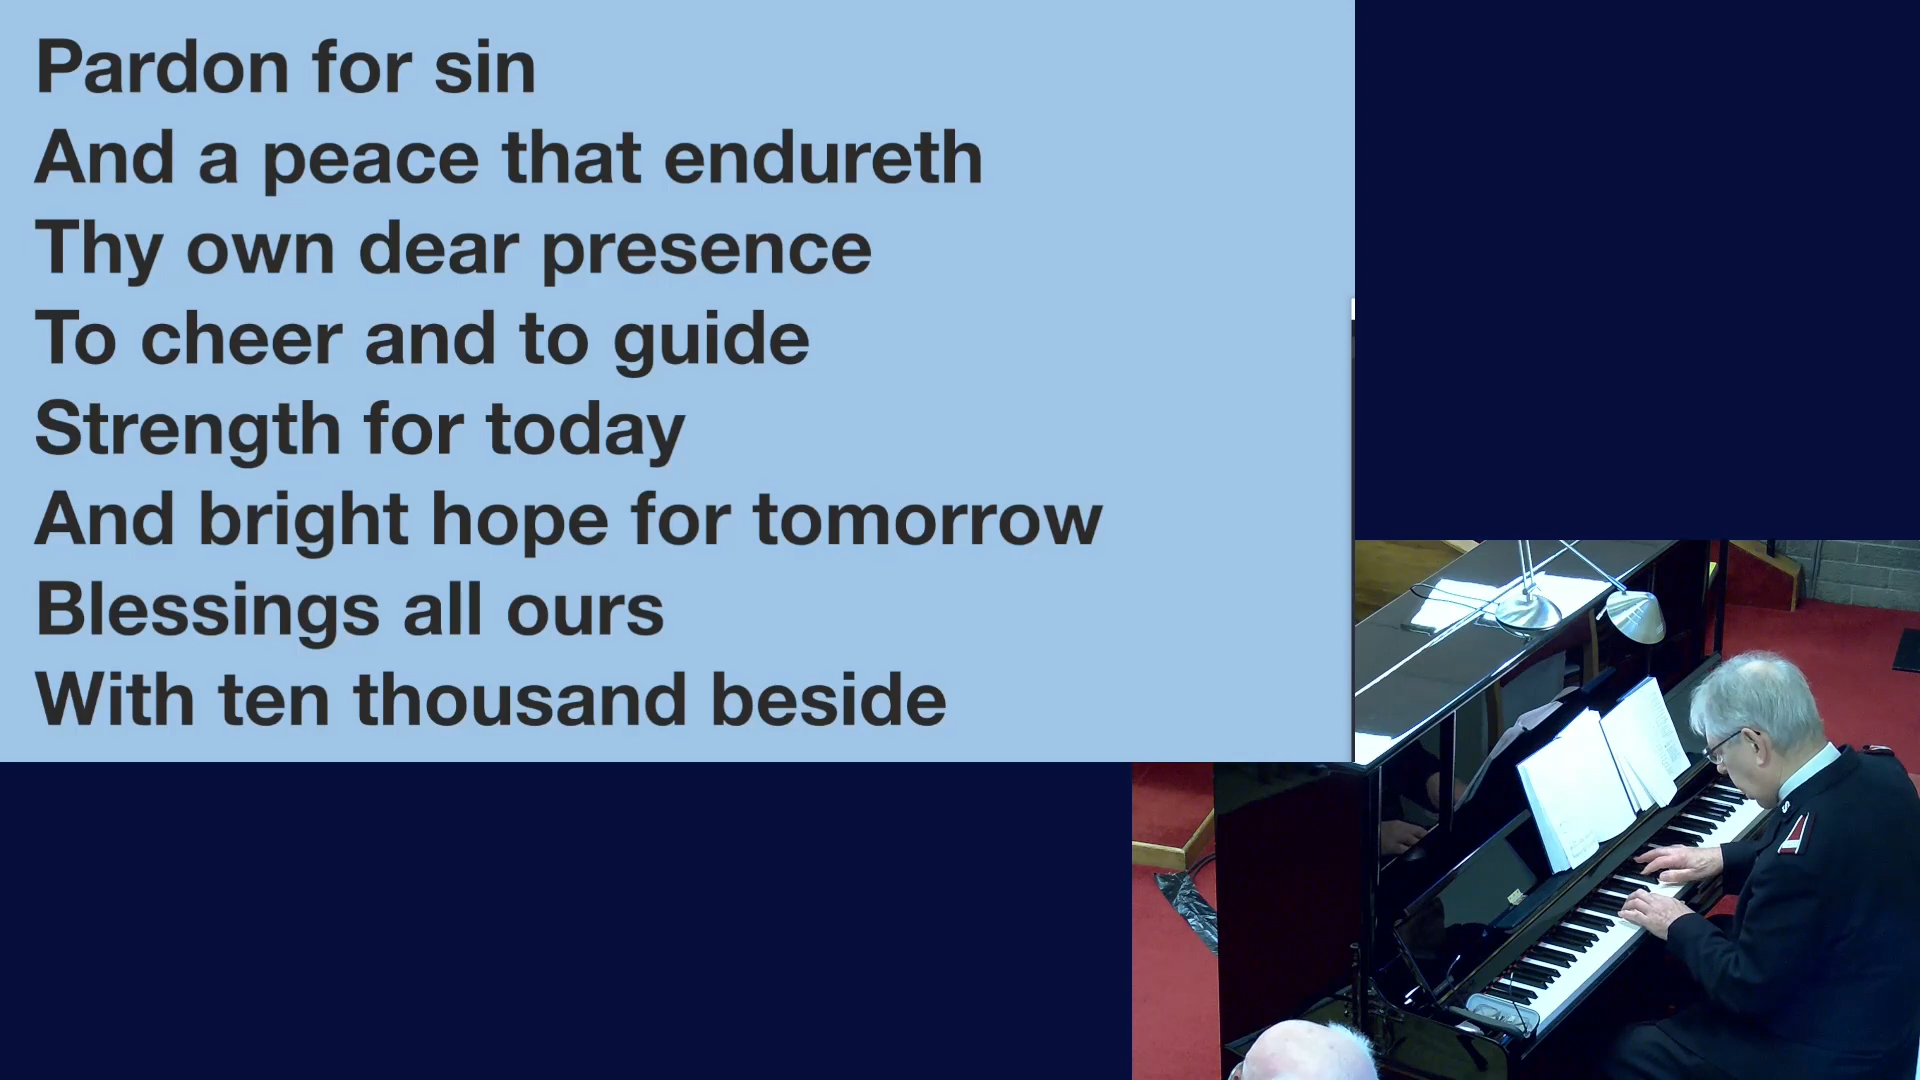 Pardon for sin
And a peace that endureth
Thy own dear presence
To cheer and to guide
Strength for today
And bright hope for tomorrow
Blessings all ours
With ten thousand beside
S